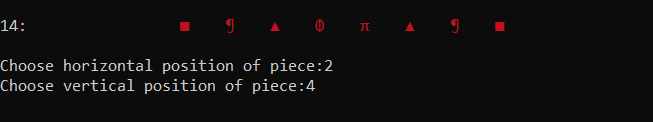 14: ■ ¶ ▲ Φ π ▲ ¶ ■
Choose horizontal position of piece:2
Choose vertical position of piece:4